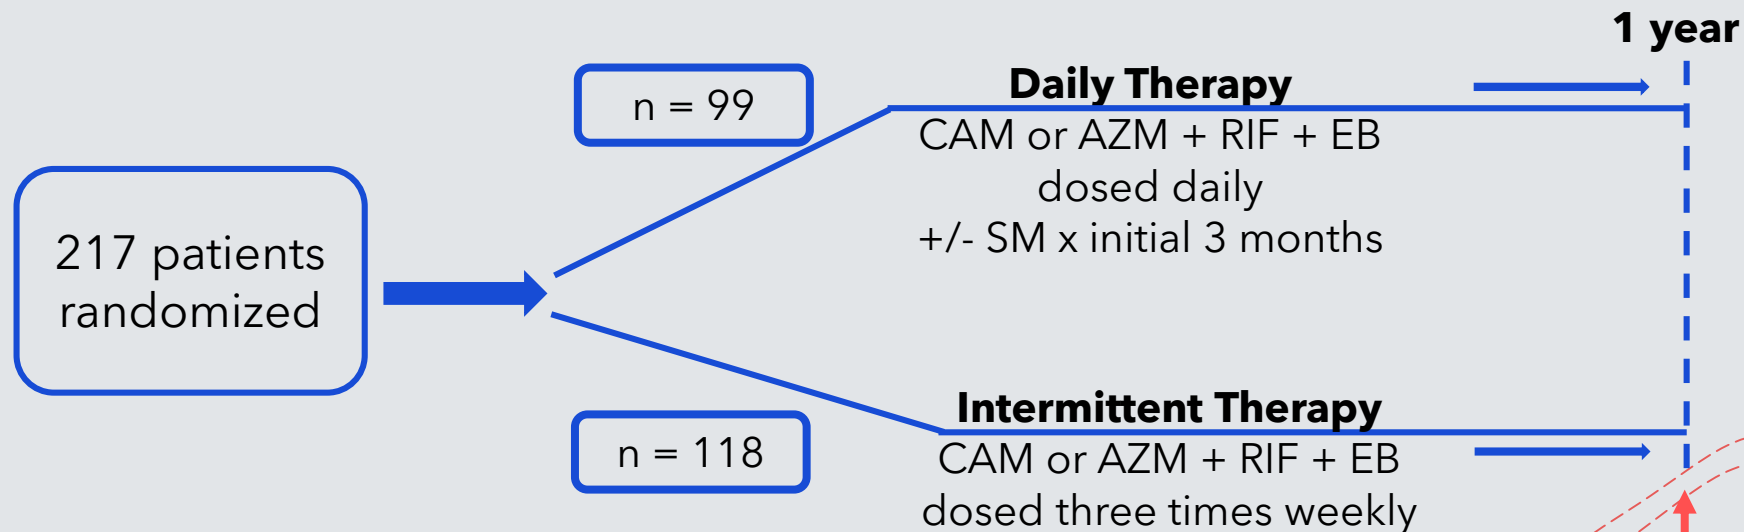 1 year
n = 99
Daily Therapy
CAM or AZM + RIF + EB
dosed daily
+/- SM x initial 3 months
217 patients
randomized
n = 118
Intermittent Therapy
CAM or AZM + RIF + EB
dosed three times weekly